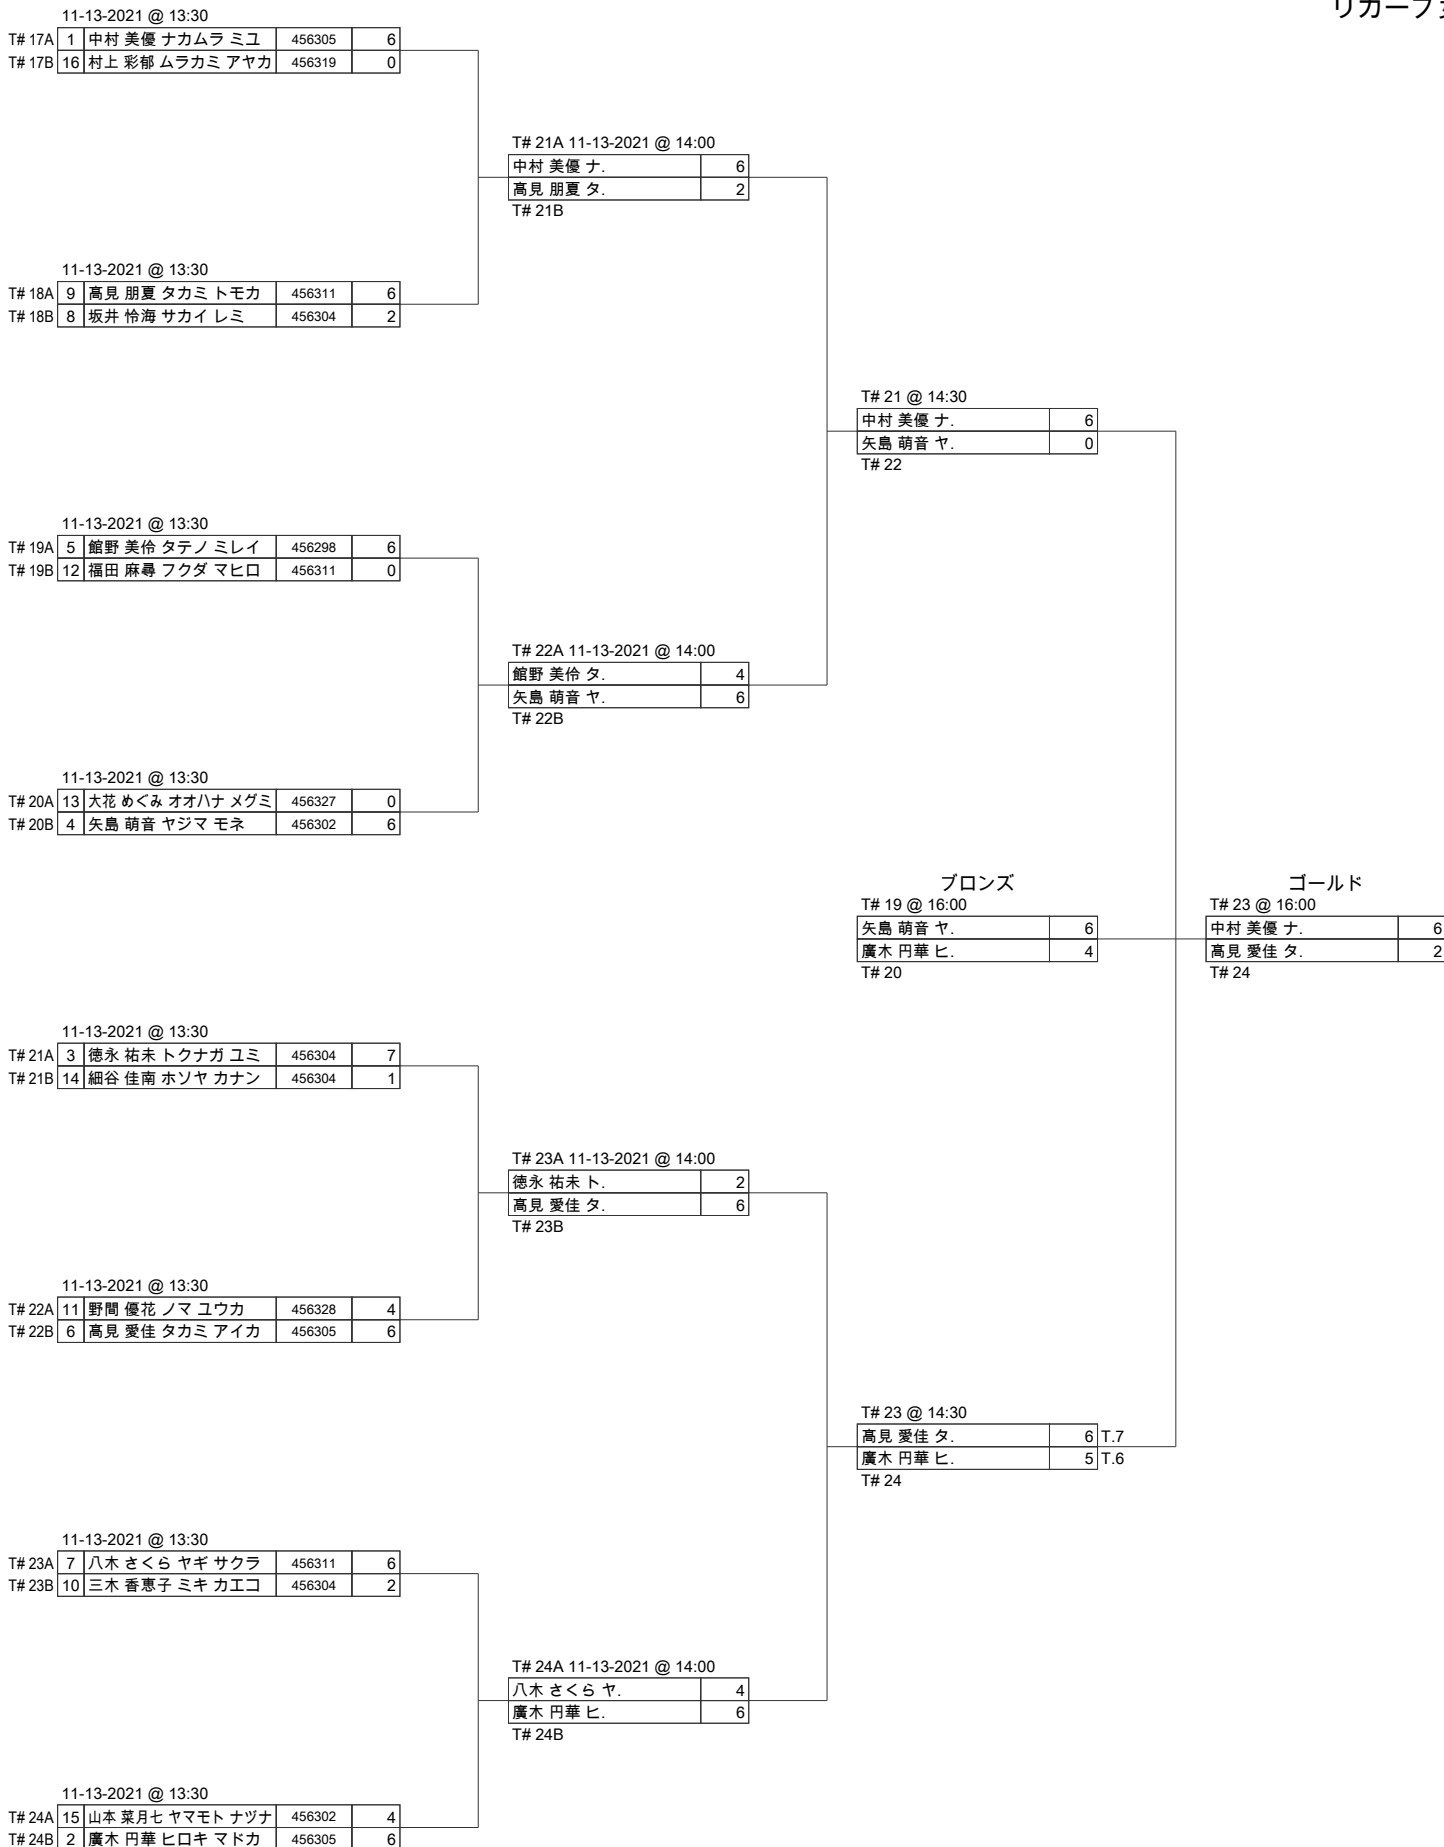 リカーブ
11-13-2021 @ 13:30
T# 17A 1 中村 美優 ナカムラ ミユ 456305 6
T# 17B 16 村上 彩郁 ムラカミ アヤカ 456319 0
T# 21A 11-13-2021 @ 14:00
中村 美優 ナ. 6
高見 朋夏 タ. 2
T# 21B
11-13-2021 @ 13:30
T# 18A 9 高見 朋夏 タカミ トモカ 456311 6
T# 18B 8 坂井 怜海 サカイ レミ 456304 2
T# 21 @ 14:30
中村 美優 ナ. 6
矢島 萌音 ヤ. 0
T# 22
11-13-2021 @ 13:30
T# 19A 5 館野 美伶 タテノ ミレイ 456298 6
T# 19B 12 福田 麻尋 フクダ マヒロ 456311 0
T# 22A 11-13-2021 @ 14:00
館野 美伶 タ. 4
矢島 萌音 ヤ. 6
T# 22B
11-13-2021 @ 13:30
T# 20A 13 大花 めぐみ オオハナ メグミ 456327 0
T# 20B 4 矢島 萌音 ヤジマ モネ 456302 6
ブロンズ
T# 19 @ 16:00
矢島 萌音 ヤ. 6
廣木 円華 ヒ. 4
T# 20
ゴールド
T# 23 @ 16:00
中村 美優 ナ. 6
高見 愛佳 タ. 2
T# 24
11-13-2021 @ 13:30
T# 21A 3 徳永 祐未 トクナガ ユミ 456304 7
T# 21B 14 細谷 佳南 ホソヤ カナン 456304 1
T# 23A 11-13-2021 @ 14:00
徳永 祐未 ト. 2
高見 愛佳 タ. 6
T# 23B
11-13-2021 @ 13:30
T# 22A 11 野間 優花 ノマ ユウカ 456328 4
T# 22B 6 高見 愛佳 タカミ アイカ 456305 6
T# 23 @ 14:30
高見 愛佳 タ. 6 T.7
廣木 円華 ヒ. 5 T.6
T# 24
11-13-2021 @ 13:30
T# 23A 7 八木 さくら ヤギ サクラ 456311 6
T# 23B 10 三木 香恵子 ミキ カエコ 456304 2
T# 24A 11-13-2021 @ 14:00
八木 さくら ヤ. 4
廣木 円華 ヒ. 6
T# 24B
11-13-2021 @ 13:30
T# 24A 15 山本 菜月七 ヤマモト ナヅナ 456302 4
T# 24B 2 廣木 円華 ヒロキ マドカ 456305 6